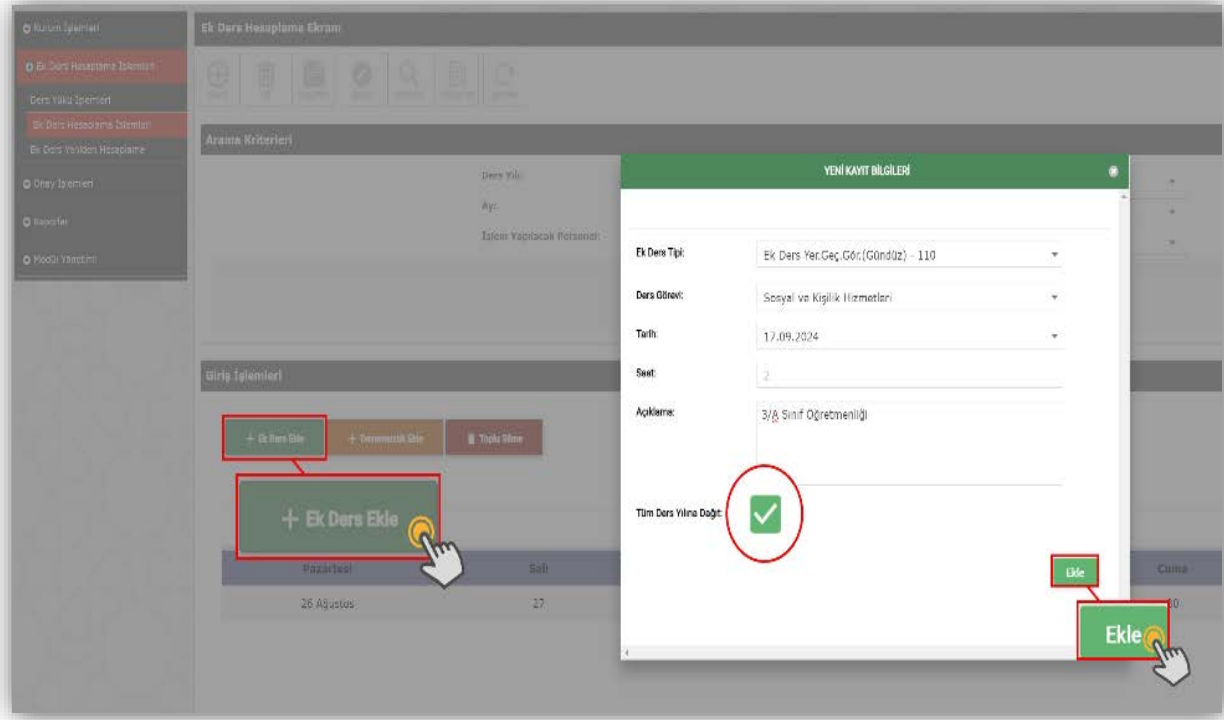 Kurum İşlemleri
Ek Ders Hesaplama İşlemleri
Ders Yükü İşemleri
Ek Ders Hesaplama İşlemleri
Ek Ders Yeniden Hesaplama
Onay İşlemleri
Raporlar
Modül Yönetimi
Ek Ders Hesaplama Ekranı
Arama Kriterleri
Ders Yılı:
Ay:
İşlem Yapılacak Personel:
Giriş İşlemleri
+ Ek Ders Ekle
Toplu Silme
+ Ek Ders Ekle
Pazartesi
Salı
Cuma
26 Ağustos
27
30
YENİ KAYIT BİLGİLERİ
Ek Ders Tipi:
Ek Ders Yer.Geç.Gör.(Gündüz) - 110
Ders Görevi:
Sosyal ve Kişilik Hizmetleri
Tarih:
17.09.2024
Saat:
2
Açıklama:
3/A Sınıf Öğretmenliği
Tüm Ders Yılına Dağıt:
Ekle
Ekle